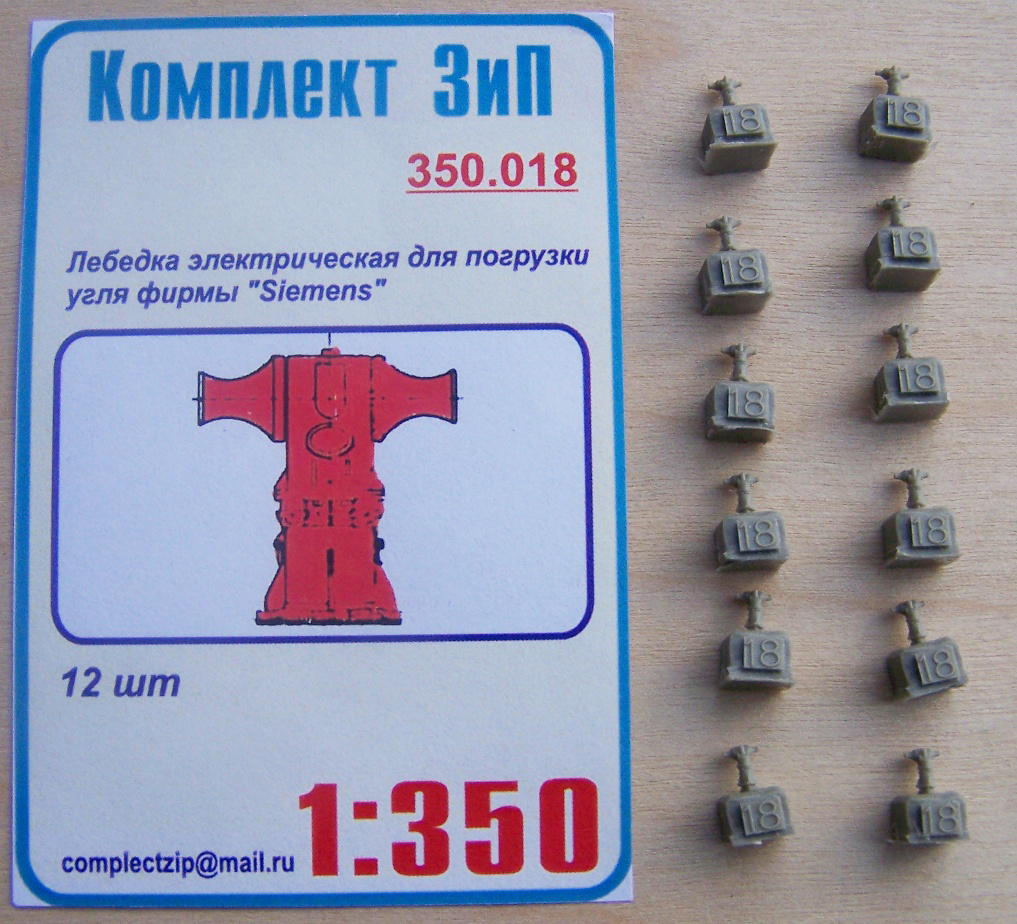 Комплект ЗиП
350.018
Лебедка электрическая для погрузки
угля фирмы "Siemens"
12 шт
1:350
complectzip@mail.ru
18 18
18 18
18 18
18 18
18 18
18 18